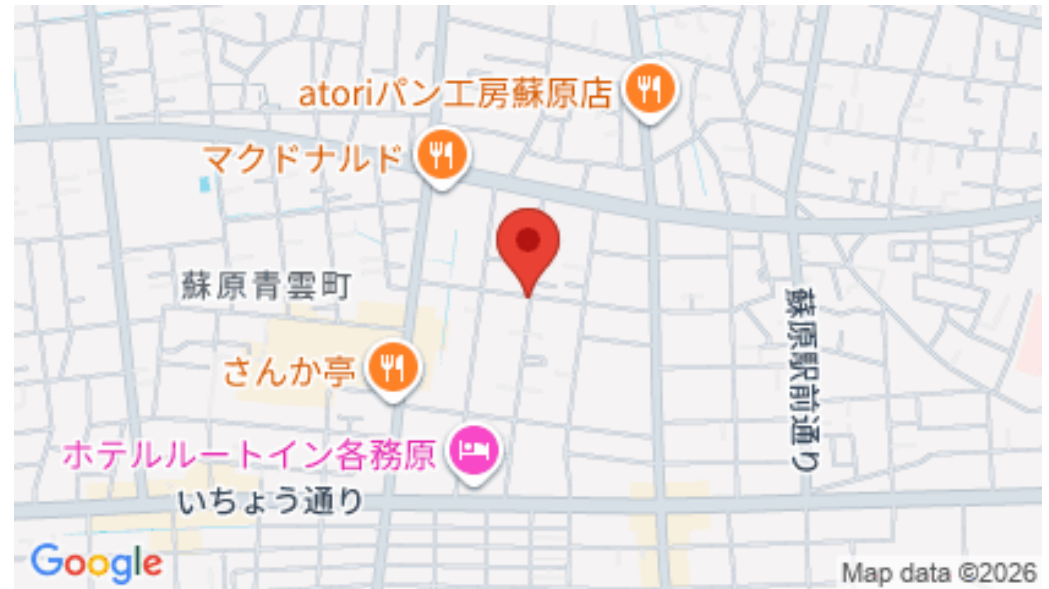 atoriパン工房蘇原店
マクドナルド
蘇原青雲町
蘇原駅前通り
さんか亭
ホテルルートイン各務原
いちょう通り
Google
Map data ©2026